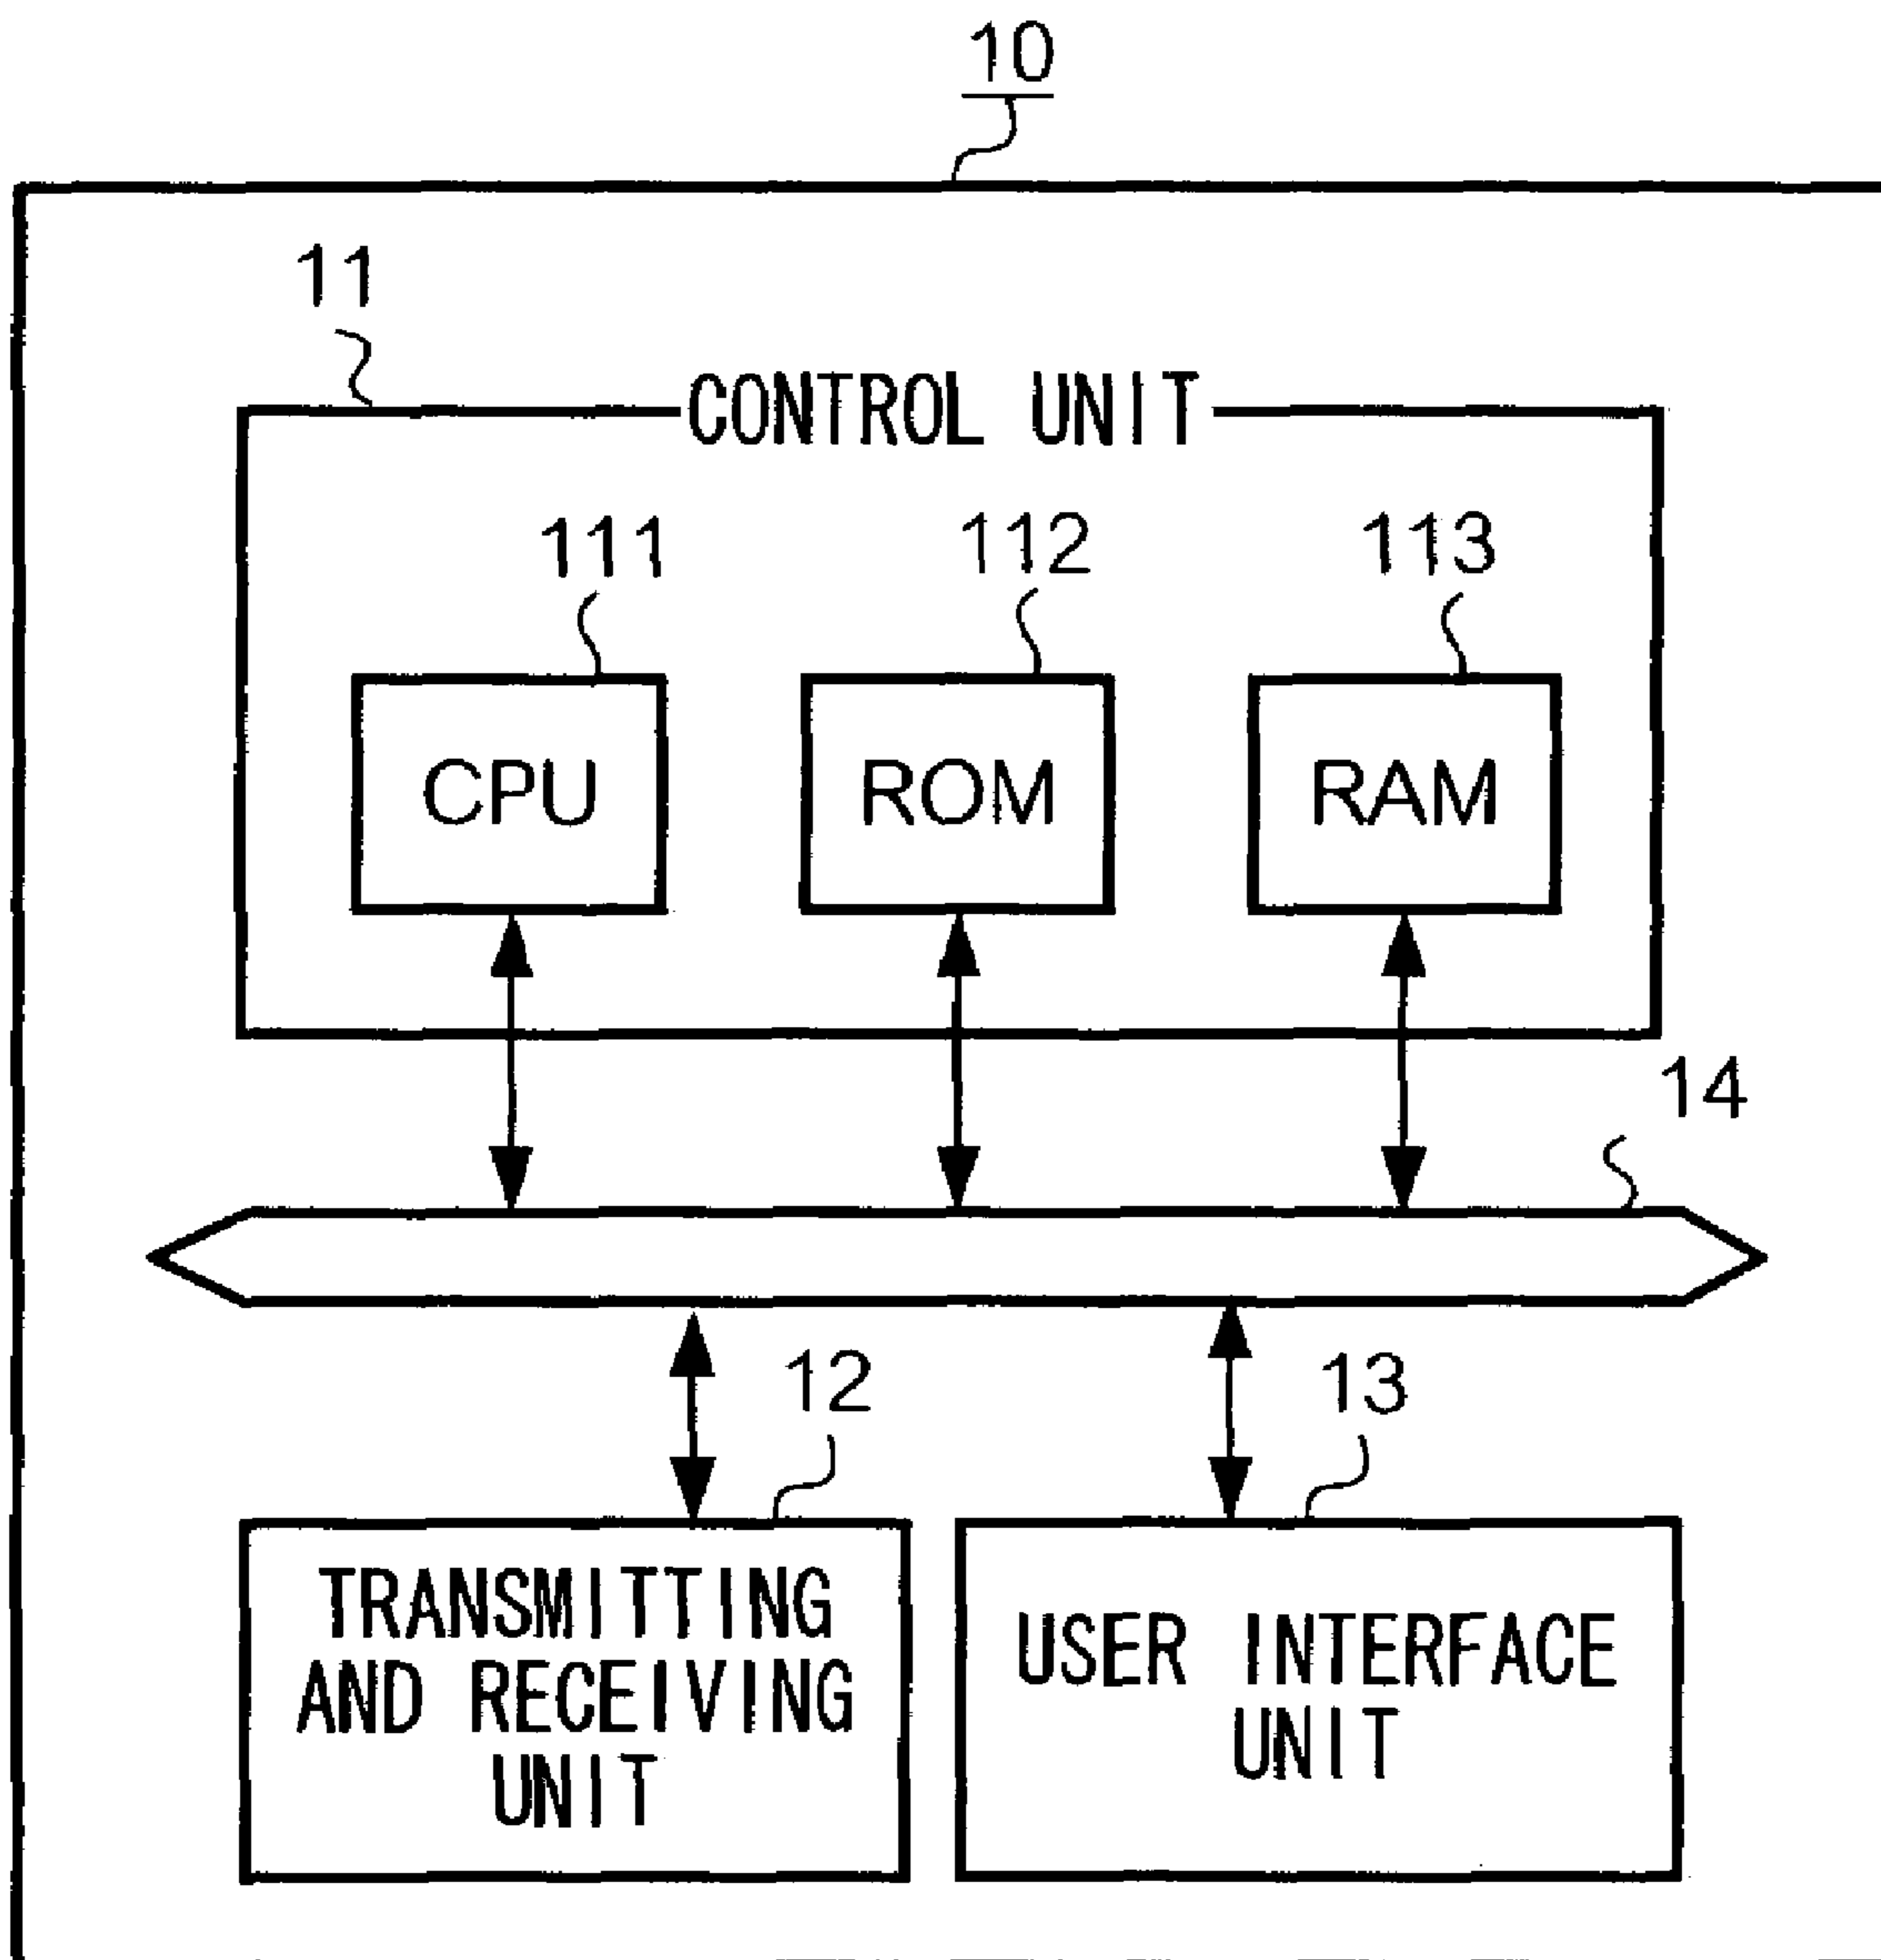 10
11
CONTROL UNIT
111
112
113
CPU
ROM
RAM
14
12
13
TRANSMITTING
AND RECEIVING
UNIT
USER INTERFACE
UNIT